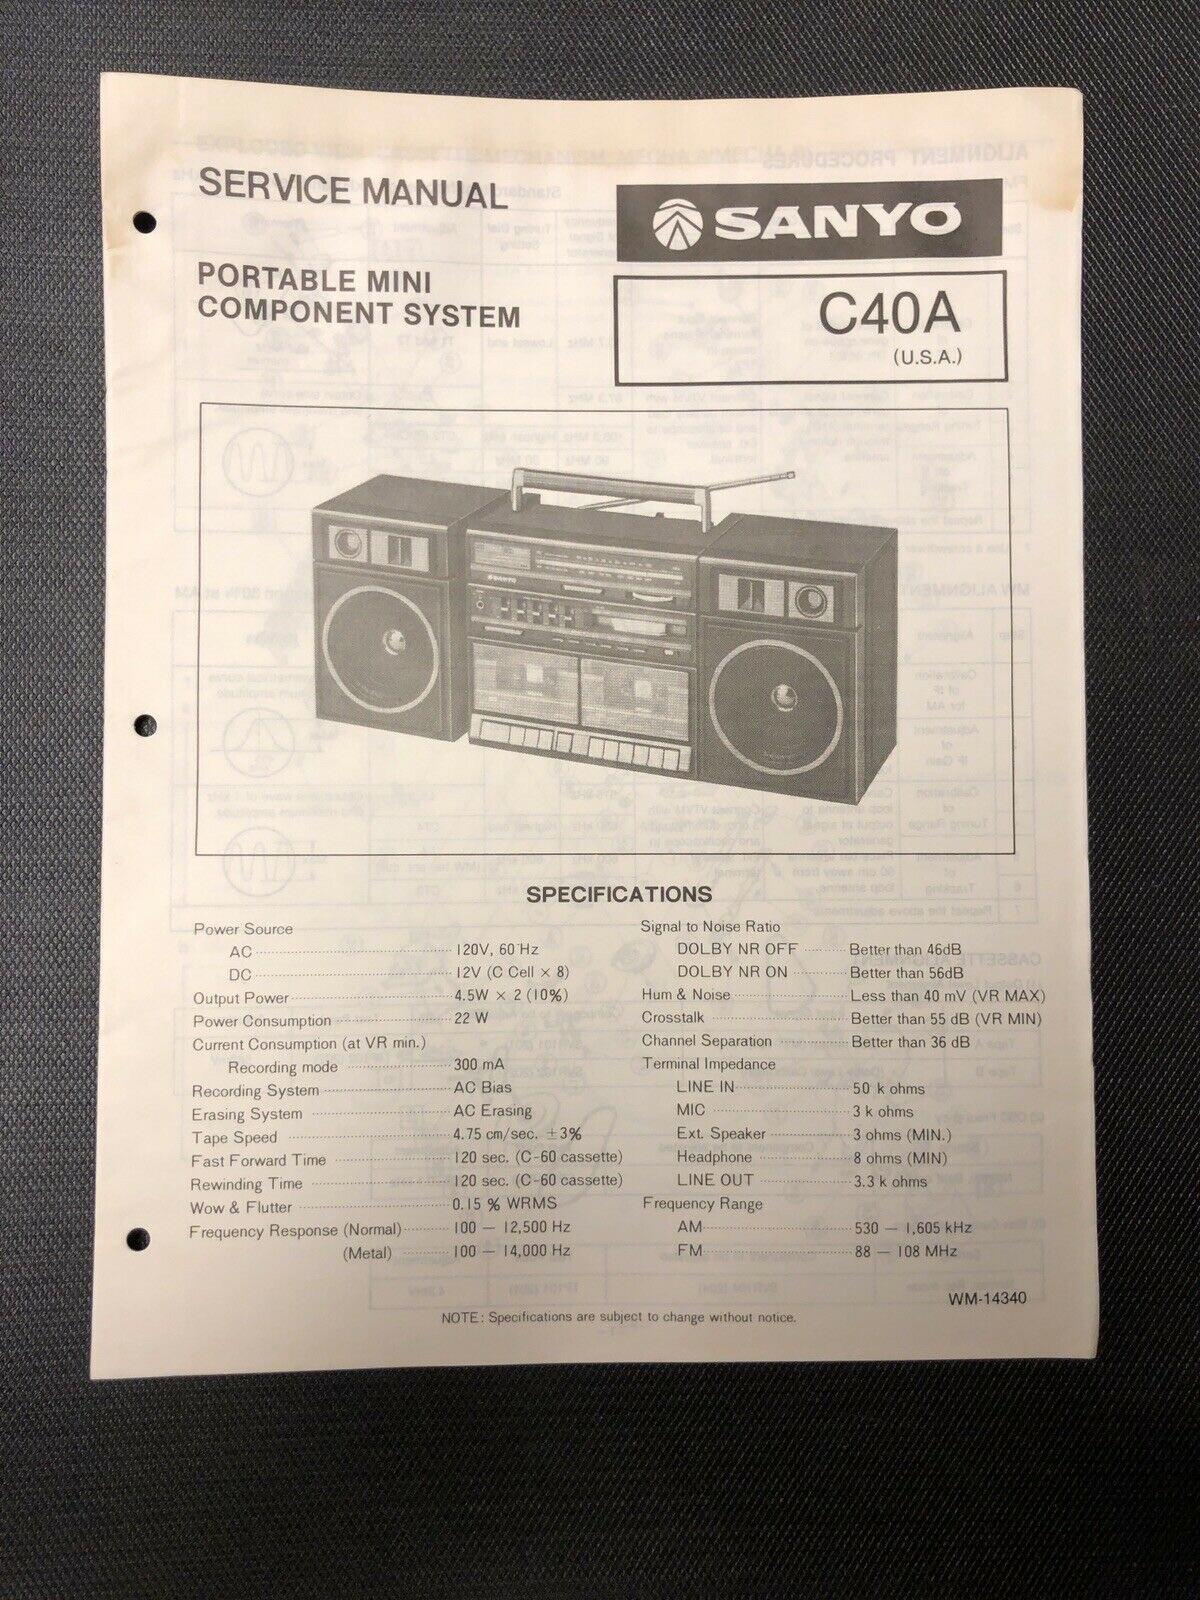 SERVICE MANUAL
SANYO
PORTABLE MINI
COMPONENT SYSTEM
C40A
(U.S.A.)
SANYO
SPECIFICATIONS
Power Source
AC 120V, 60 Hz
DC 12V (C Cell × 8)
Output Power 4.5W × 2 (10%)
Power Consumption 22 W
Current Consumption (at VR min.)
Recording mode 300 mA
Recording System AC Bias
Erasing System AC Erasing
Tape Speed 4.75 cm/sec. ±3%
Fast Forward Time 120 sec. (C-60 cassette)
Rewinding Time 120 sec. (C-60 cassette)
Wow & Flutter 0.15 % WRMS
Frequency Response (Normal) 100 — 12,500 Hz
(Metal) 100 — 14,000 Hz
Signal to Noise Ratio
DOLBY NR OFF Better than 46dB
DOLBY NR ON Better than 56dB
Hum & Noise Less than 40 mV (VR MAX)
Crosstalk Better than 55 dB (VR MIN)
Channel Separation Better than 36 dB
Terminal Impedance
LINE IN 50 k ohms
MIC 3 k ohms
Ext. Speaker 3 ohms (MIN.)
Headphone 8 ohms (MIN)
LINE OUT 3.3 k ohms
Frequency Range
AM 530 — 1,605 kHz
FM 88 — 108 MHz
WM-14340
NOTE: Specifications are subject to change without notice.